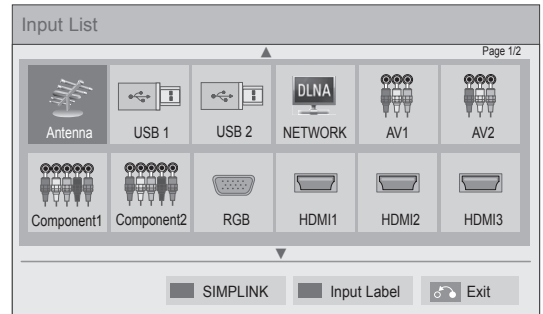 Input List
Page 1/2
DLNA
Antenna USB 1 USB 2 NETWORK AV1 AV2
Component1 Component2 RGB HDMI1 HDMI2 HDMI3
SIMPLINK Input Label Exit